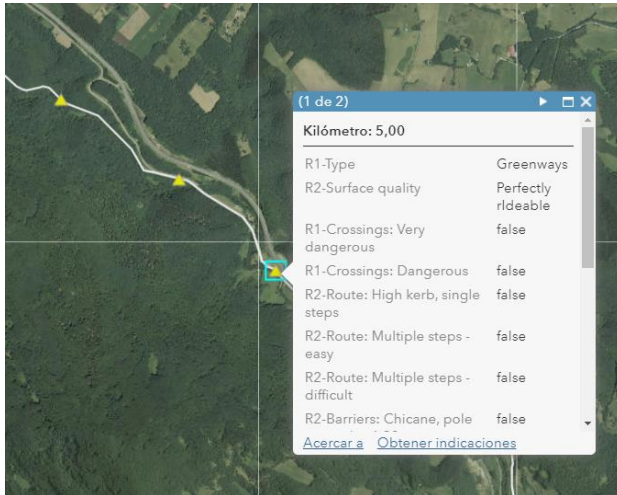 (1 de 2)
Kilómetro: 5,00
R1-Type Greenways
R2-Surface quality Perfectly
rIdeable
R1-Crossings: Very false
dangerous
R1-Crossings: Dangerous false
R2-Route: High kerb, single false
steps
R2-Route: Multiple steps - false
easy
R2-Route: Multiple steps - false
difficult
R2-Barriers: Chicane, pole false
Acercar a Obtener indicaciones